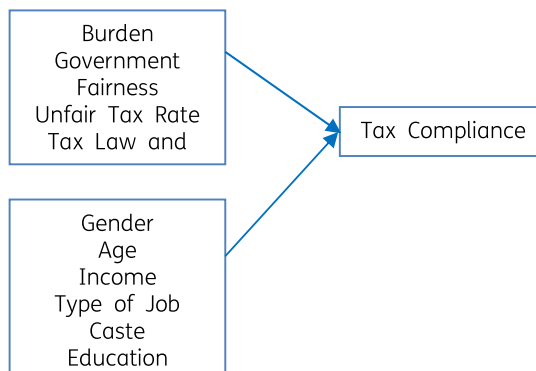 Burden
Government
Fairness
Unfair Tax Rate
Tax Law and
Tax Compliance
Gender
Age
Income
Type of Job
Caste
Education